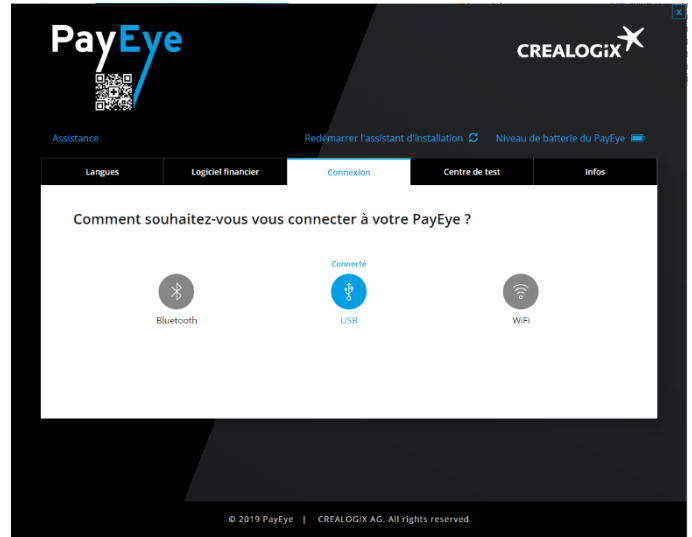 PayEye
CREALOGiX
Assistance
Redémarrer l'assistant d'installation
Niveau de batterie du PayEye
Langues
Logiciel financier
Connexion
Centre de test
Infos
Comment souhaitez-vous vous connecter à votre PayEye ?
Connecté
Bluetooth
USB
WiFi
© 2019 PayEye | CREALOGIX AG. All rights reserved